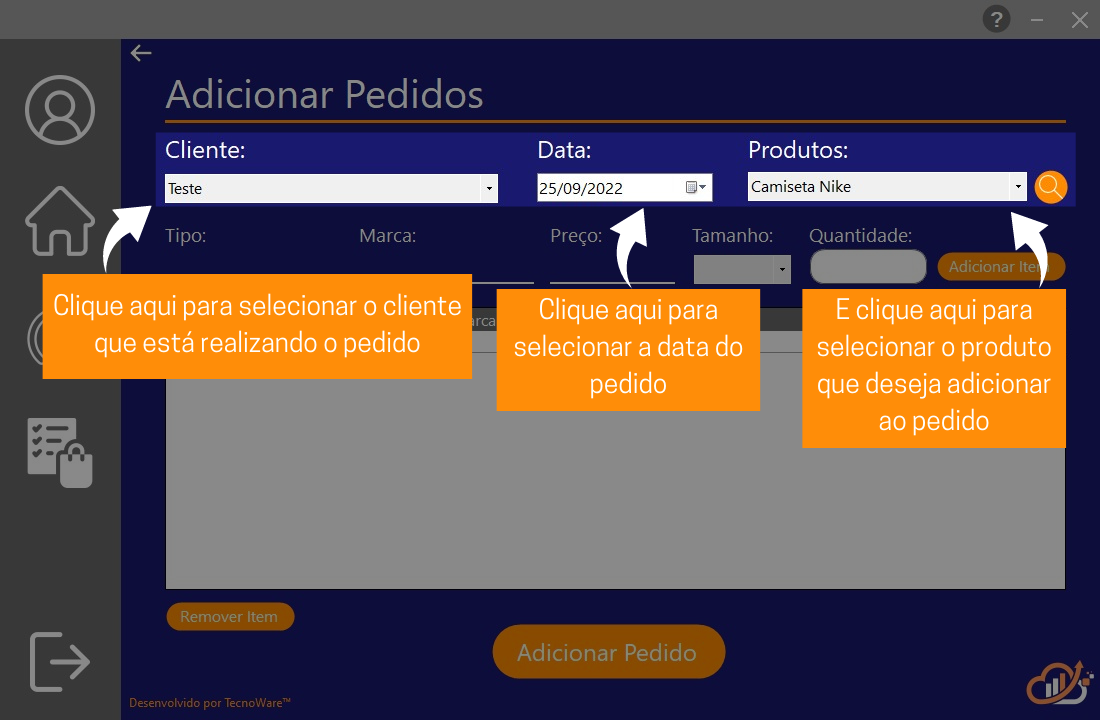 ?
Adicionar Pedidos
Cliente: Data: Produtos:
Teste 25/09/2022 Camiseta Nike
Tipo: Marca: Preço: Tamanho: Quantidade:
Adicionar Item
Clique aqui para selecionar o cliente
que está realizando o pedido
Clique aqui para
selecionar a data do
pedido
E clique aqui para
selecionar o produto
que deseja adicionar
ao pedido
Remover Item
Adicionar Pedido
Desenvolvido por TecnoWare™